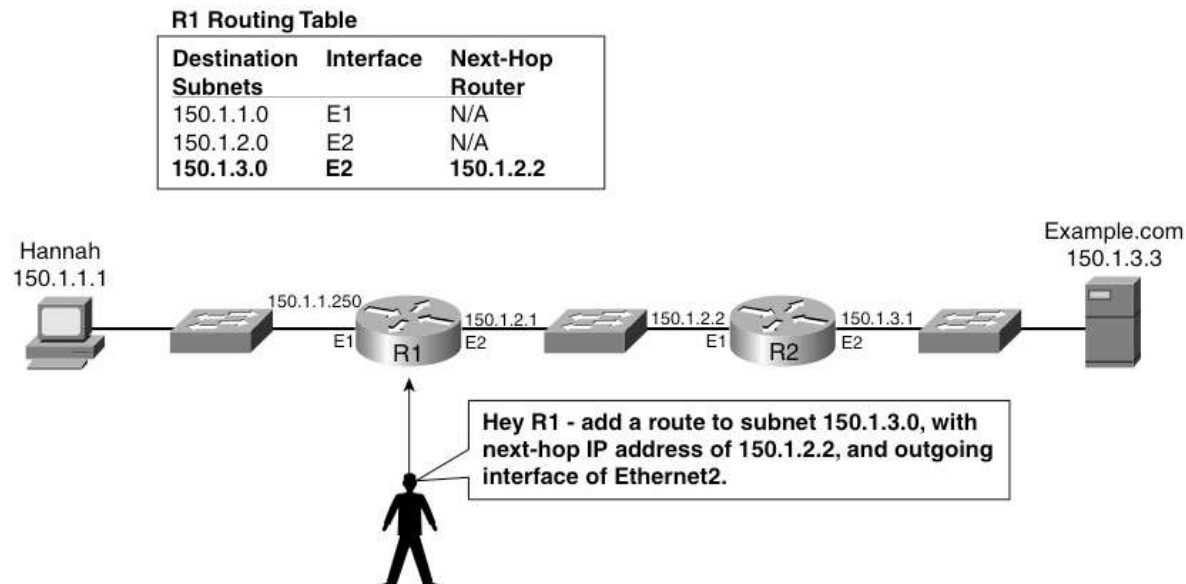 R1 Routing Table
Destination Interface Next-Hop
Subnets Router
150.1.1.0 E1 N/A
150.1.2.0 E2 N/A
150.1.3.0 E2 150.1.2.2
Hannah
150.1.1.1
Example.com
150.1.3.3
150.1.1.250
E1
R1
150.1.2.1
E2
150.1.2.2
E1
R2
150.1.3.1
E2
Hey R1 - add a route to subnet 150.1.3.0, with
next-hop IP address of 150.1.2.2, and outgoing
interface of Ethernet2.